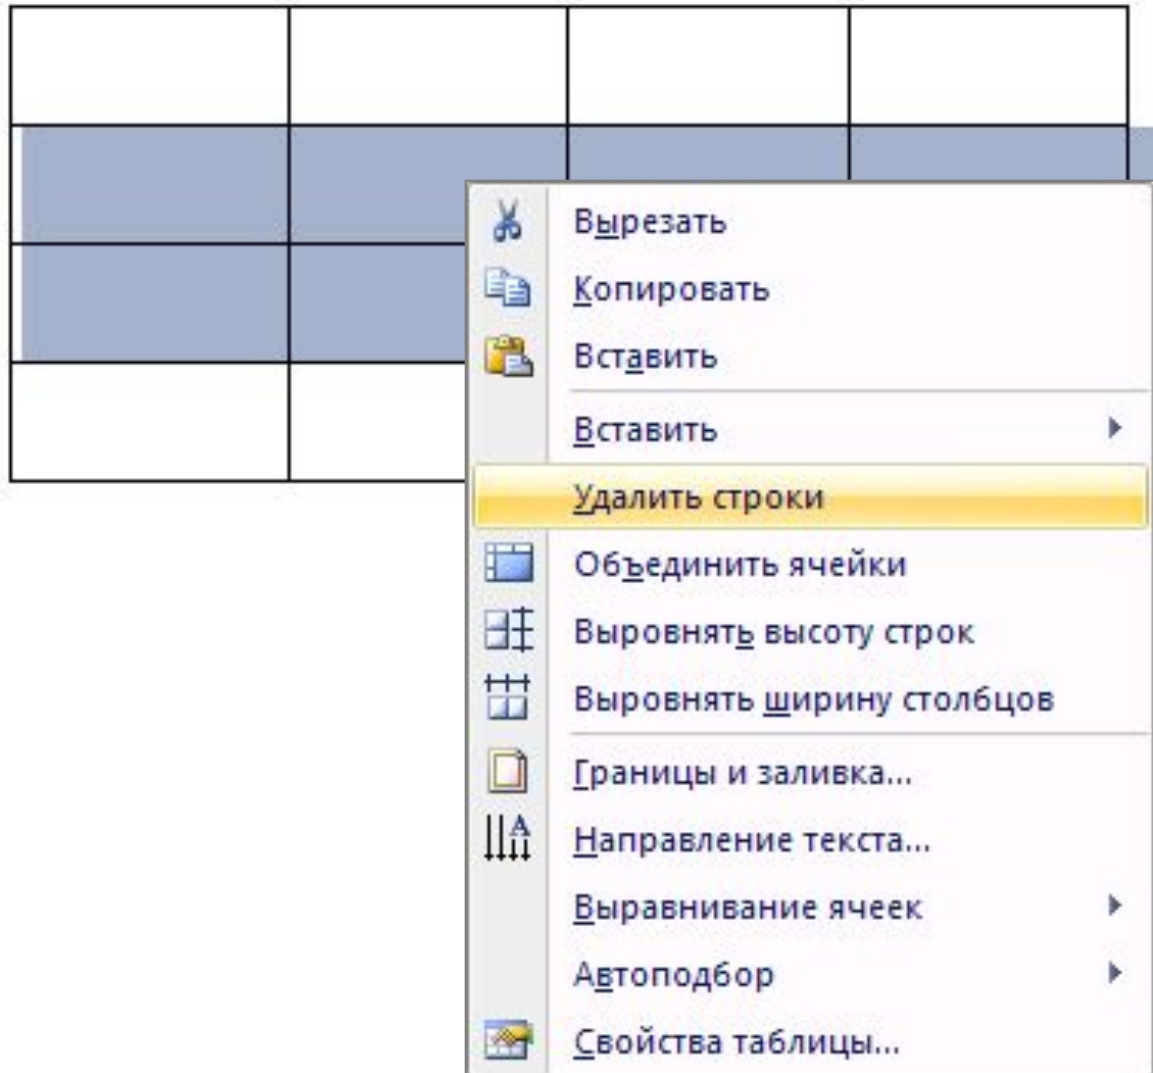 Вырезать
Копировать
Вставить
Вставить
Удалить строки
Объединить ячейки
Выровнять высоту строк
Выровнять ширину столбцов
Границы и заливка...
Направление текста...
Выравнивание ячеек
Автоподбор
Свойства таблицы...